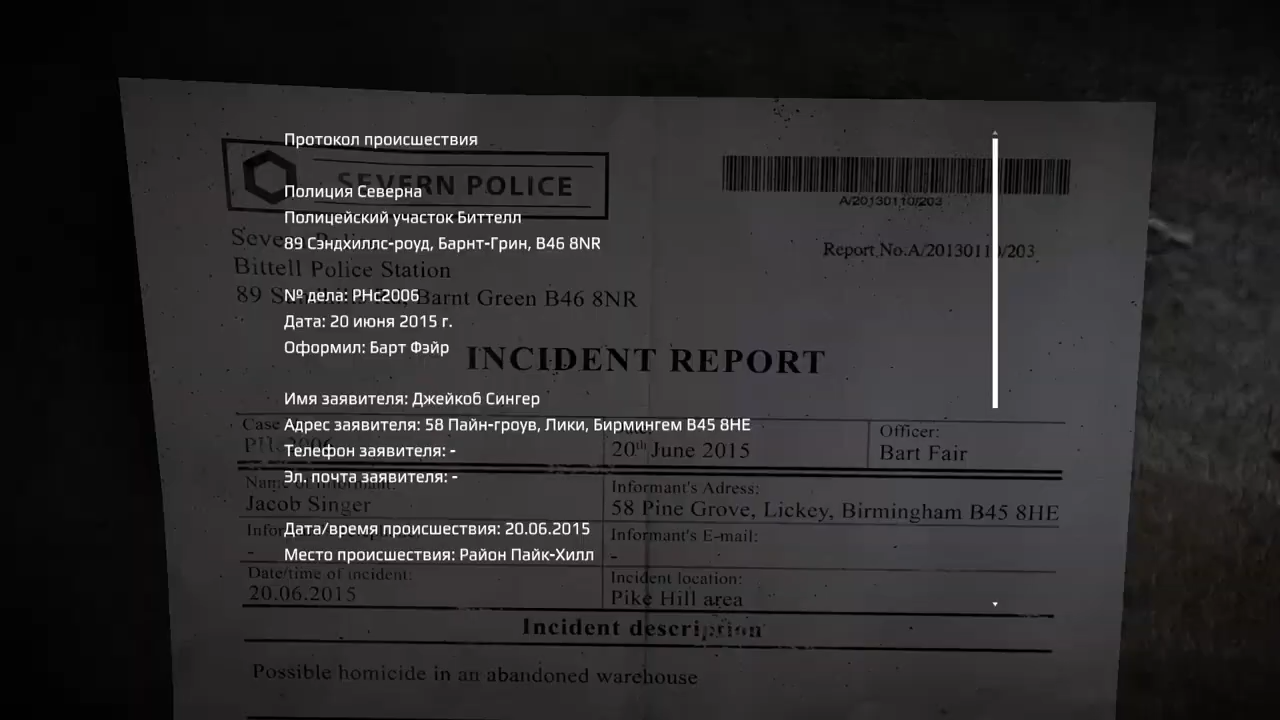 Протокол происшествия
Полиция Северна
Полицейский участок Биттелл
89 Сэндхиллс-роуд, Барнт-Грин, B46 8NR
№ дела: PHc2006
Дата: 20 июня 2015 г.
Оформил: Барт Фэйр
Имя заявителя: Джейкоб Сингер
Адрес заявителя: 58 Пайн-гроув, Лики, Бирмингем B45 8HE
Телефон заявителя: -
Эл. почта заявителя: -
Дата/время происшествия: 20.06.2015
Место происшествия: Район Пайк-Хилл
SEVERN POLICE
A/20130110/203
Report No.A/20130110/203
Severn
Bittell Police Station
89 Barnt Green B46 8NR
INCIDENT REPORT
Case
20th June 2015
Officer:
Bart Fair
Name of Informant:
Jacob Singer
Informant's Adress:
58 Pine Grove, Lickey, Birmingham B45 8HE
Informant's E-mail:
-
-
Date/time of incident:
20.06.2015
Incident location:
Pike Hill area
Incident description
Possible homicide in an abandoned warehouse